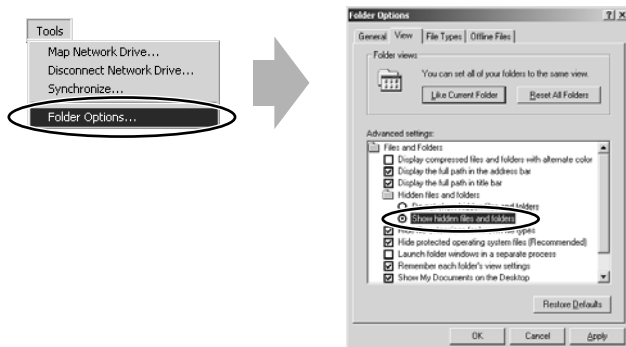 Tools
Map Network Drive...
Disconnect Network Drive...
Synchronize...
Folder Options...
Folder Options
General
View
File Types
Offline Files
Folder views
You can set all of your folders to the same view.
Like Current Folder
Reset All Folders
Advanced settings:
Files and Folders
Display compressed files and folders with alternate color
Display the full path in the address bar
Display the full path in title bar
Hidden files and folders
files and folders
Show hidden files and folders
types
Hide protected operating system files (Recommended)
Launch folder windows in a separate process
Remember each folder's view settings
Show My Documents on the Desktop
Restore Defaults
OK
Cancel
Apply